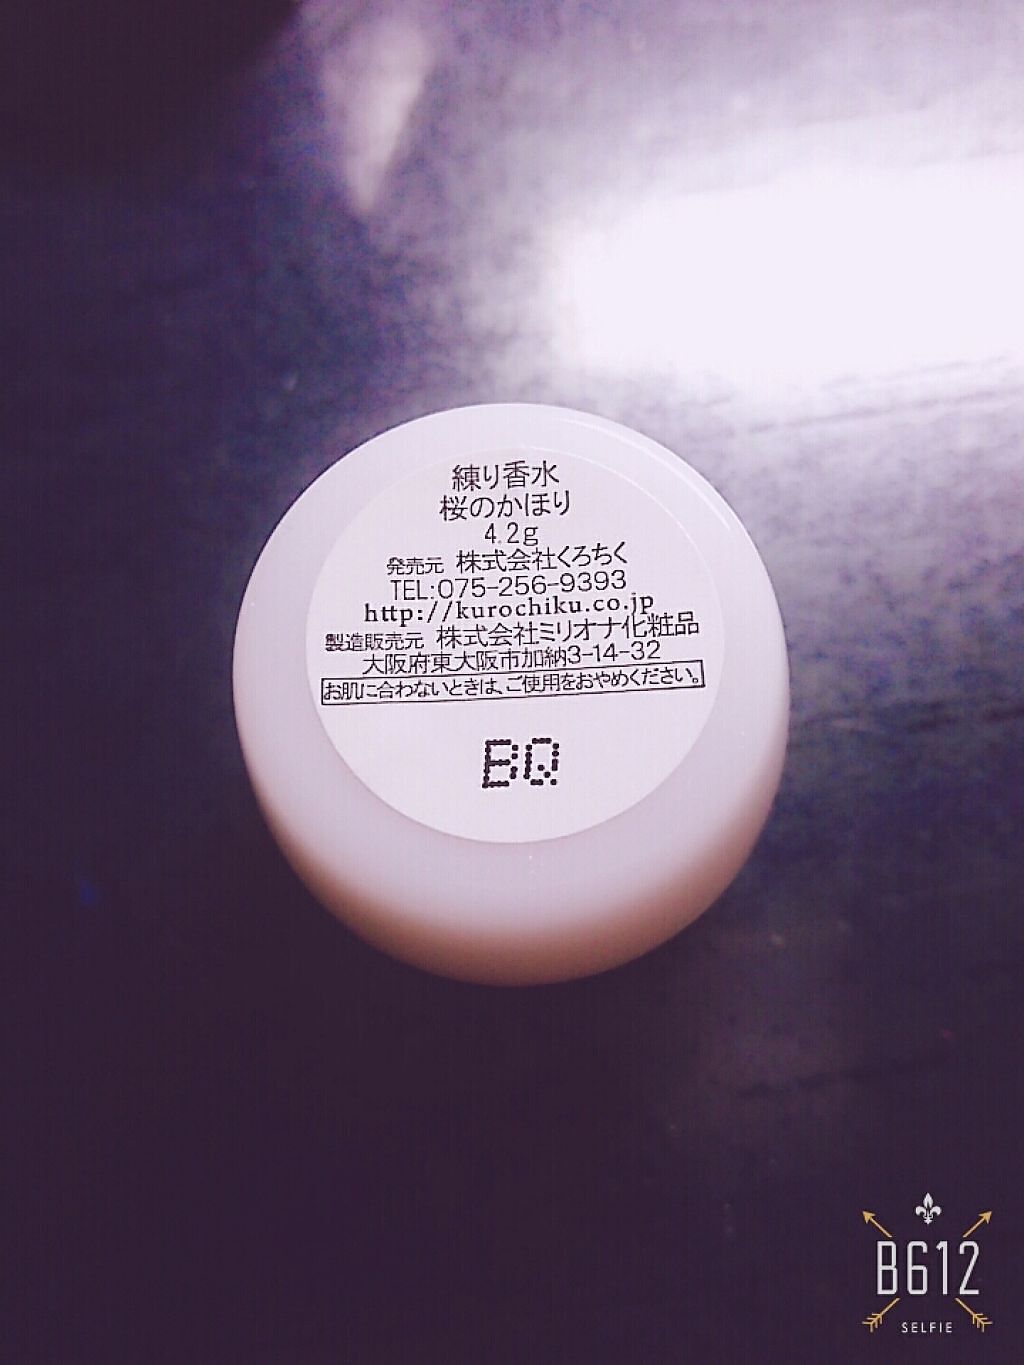 練り香水
桜のかほり
4.2g
発売元 株式会社くろちく
TEL:075-256-9393
http://kurochiku.co.jp
製造販売元 株式会社ミリオナ化粧品
大阪府東大阪市加納3-14-32
お肌に合わないときは、ご使用をおやめください。
BQ
B612
SELFIE